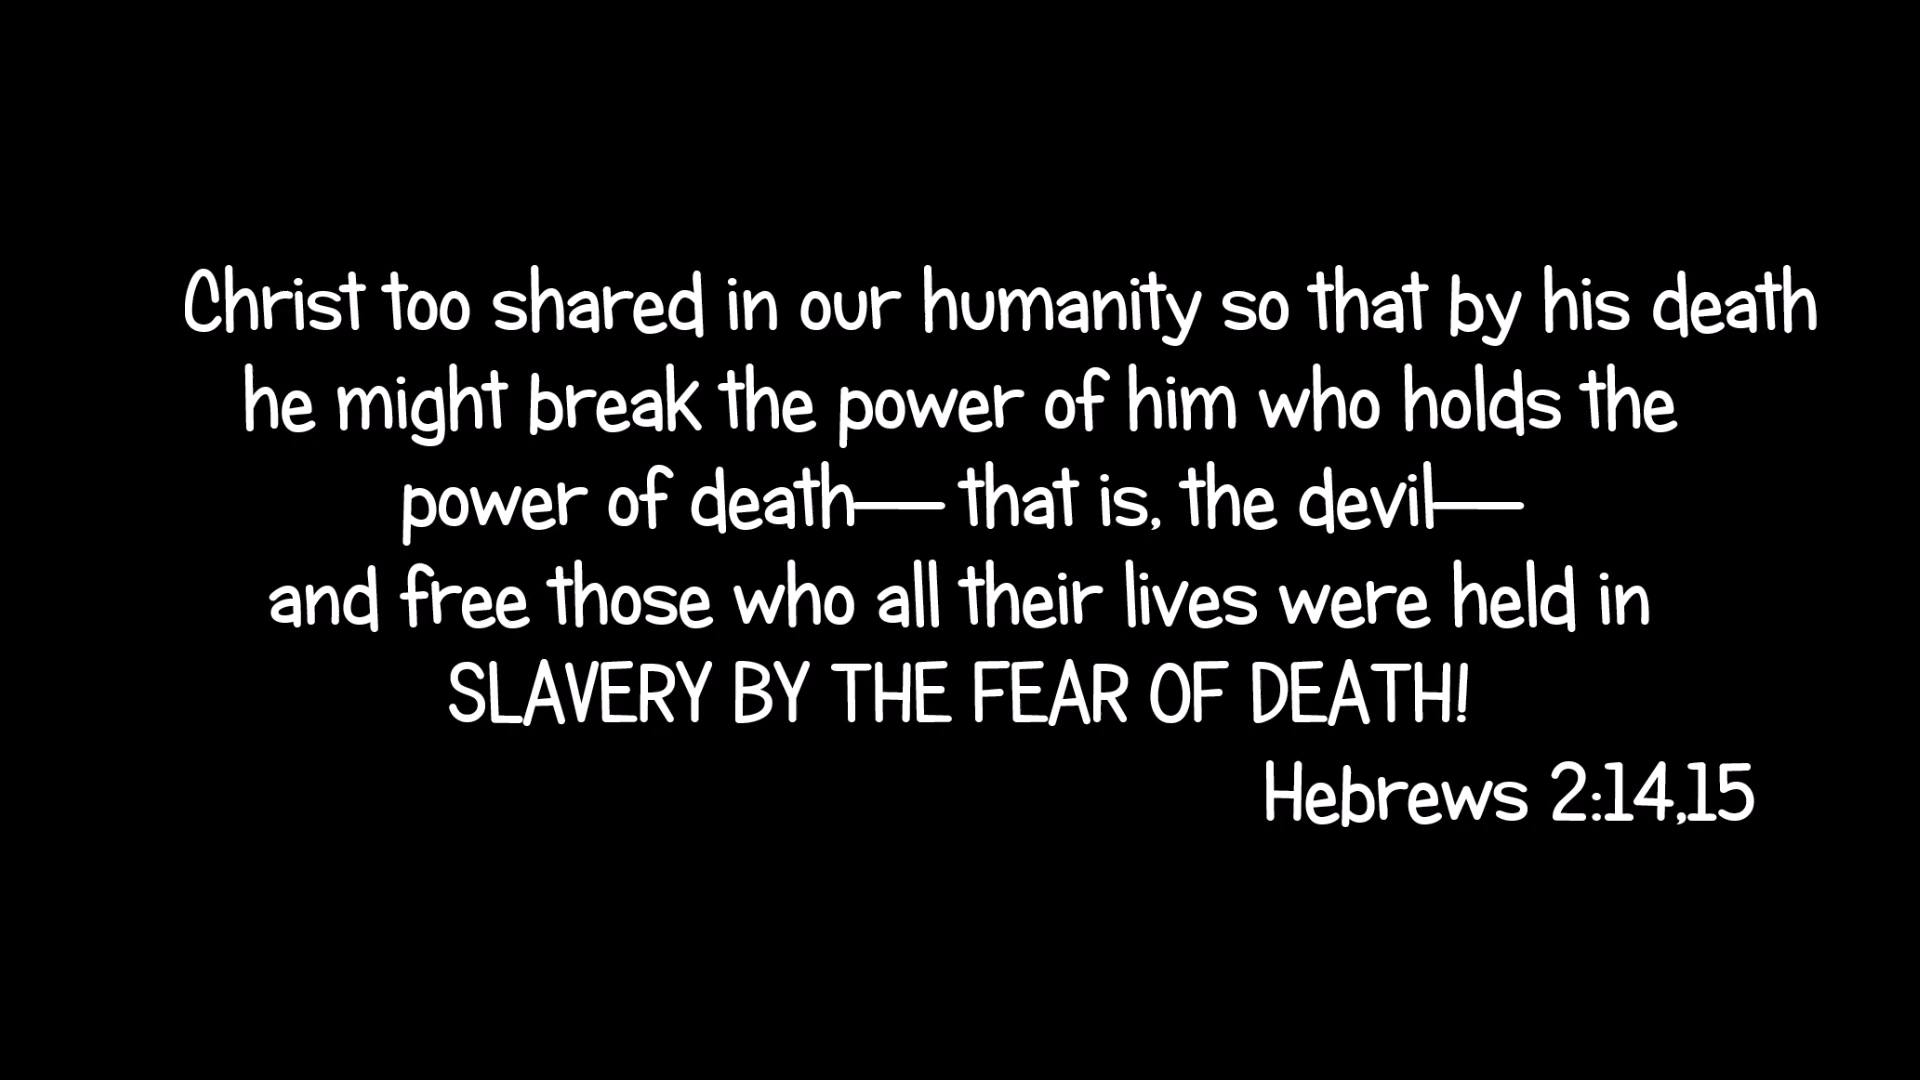 Christ too shared in our humanity so that by his death
he might break the power of him who holds the
power of death— that is, the devil—
and free those who all their lives were held in
SLAVERY BY THE FEAR OF DEATH!
Hebrews 2:14,15